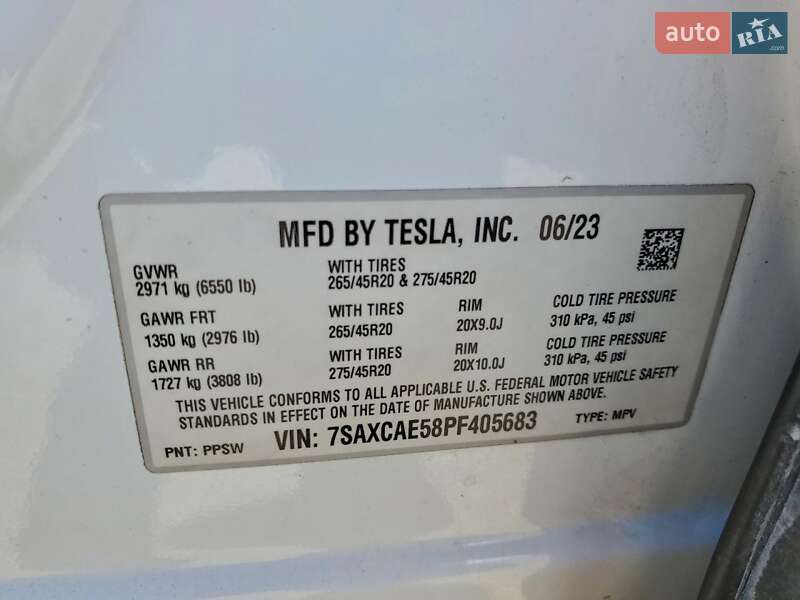 auto RIA .com
MFD BY TESLA, INC. 06/23
GVWR WITH TIRES
2971 kg (6550 lb) 265/45R20 & 275/45R20
GAWR FRT WITH TIRES RIM COLD TIRE PRESSURE
1350 kg (2976 lb) 265/45R20 20X9.0J 310 kPa, 45 psi
GAWR RR WITH TIRES RIM COLD TIRE PRESSURE
1727 kg (3808 lb) 275/45R20 20X10.0J 310 kPa, 45 psi
THIS VEHICLE CONFORMS TO ALL APPLICABLE U.S. FEDERAL MOTOR VEHICLE SAFETY
STANDARDS IN EFFECT ON THE DATE OF MANUFACTURE SHOWN ABOVE.
PNT: PPSW VIN: 7SAXCAE58PF405683 TYPE: MPV